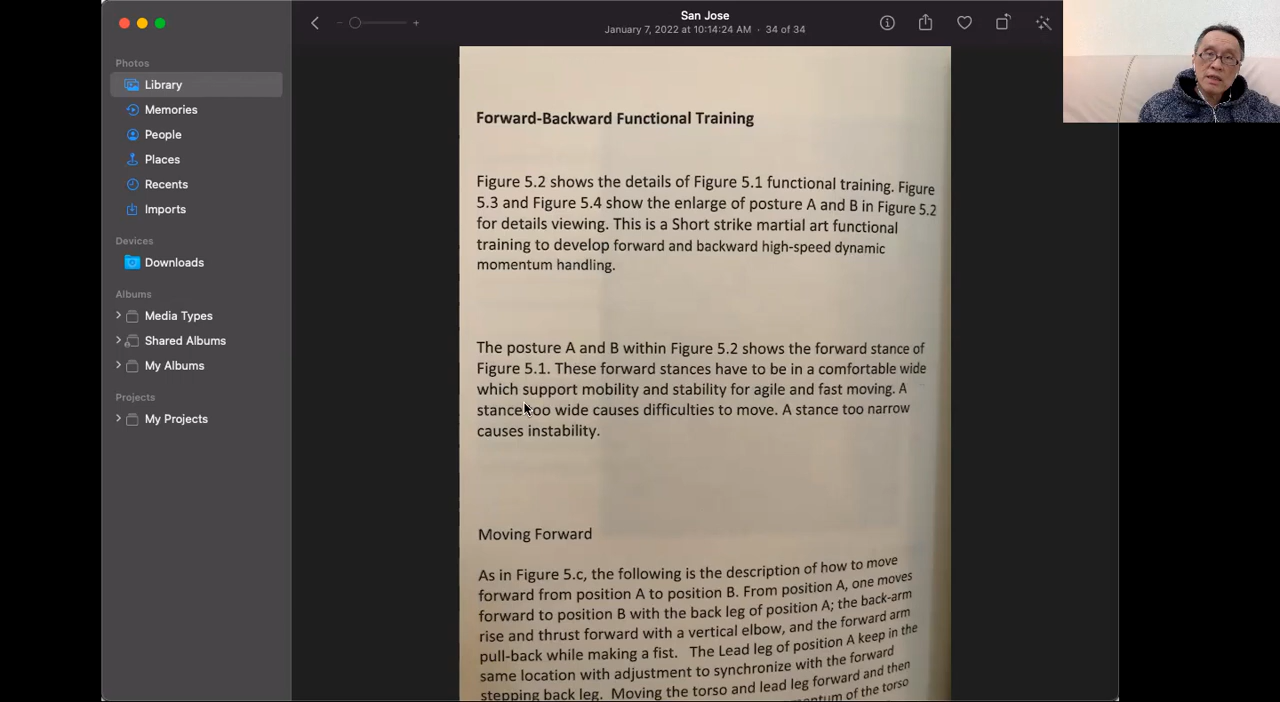 San Jose
January 7, 2022 at 10:14:24 AM - 34 of 34
Photos
Library
Memories
People
Places
Recents
Imports
Devices
Downloads
Albums
Media Types
Shared Albums
My Albums
Projects
My Projects
Forward-Backward Functional Training
Figure 5.2 shows the details of Figure 5.1 functional training. Figure
5.3 and Figure 5.4 show the enlarge of posture A and B in Figure 5.2
for details viewing. This is a Short strike martial art functional
training to develop forward and backward high-speed dynamic
momentum handling.
The posture A and B within Figure 5.2 shows the forward stance of
Figure 5.1. These forward stances have to be in a comfortable wide
which support mobility and stability for agile and fast moving. A
stance too wide causes difficulties to move. A stance too narrow
causes instability.
Moving Forward
As in Figure 5.c, the following is the description of how to move
forward from position A to position B. From position A, one moves
forward to position B with the back leg of position A; the back-arm
rise and thrust forward with a vertical elbow, and the forward arm
pull-back while making a fist. The Lead leg of position A keep in the
same location with adjustment to synchronize with the forward
stepping back leg. Moving the torso and lead leg forward and then
of the torso